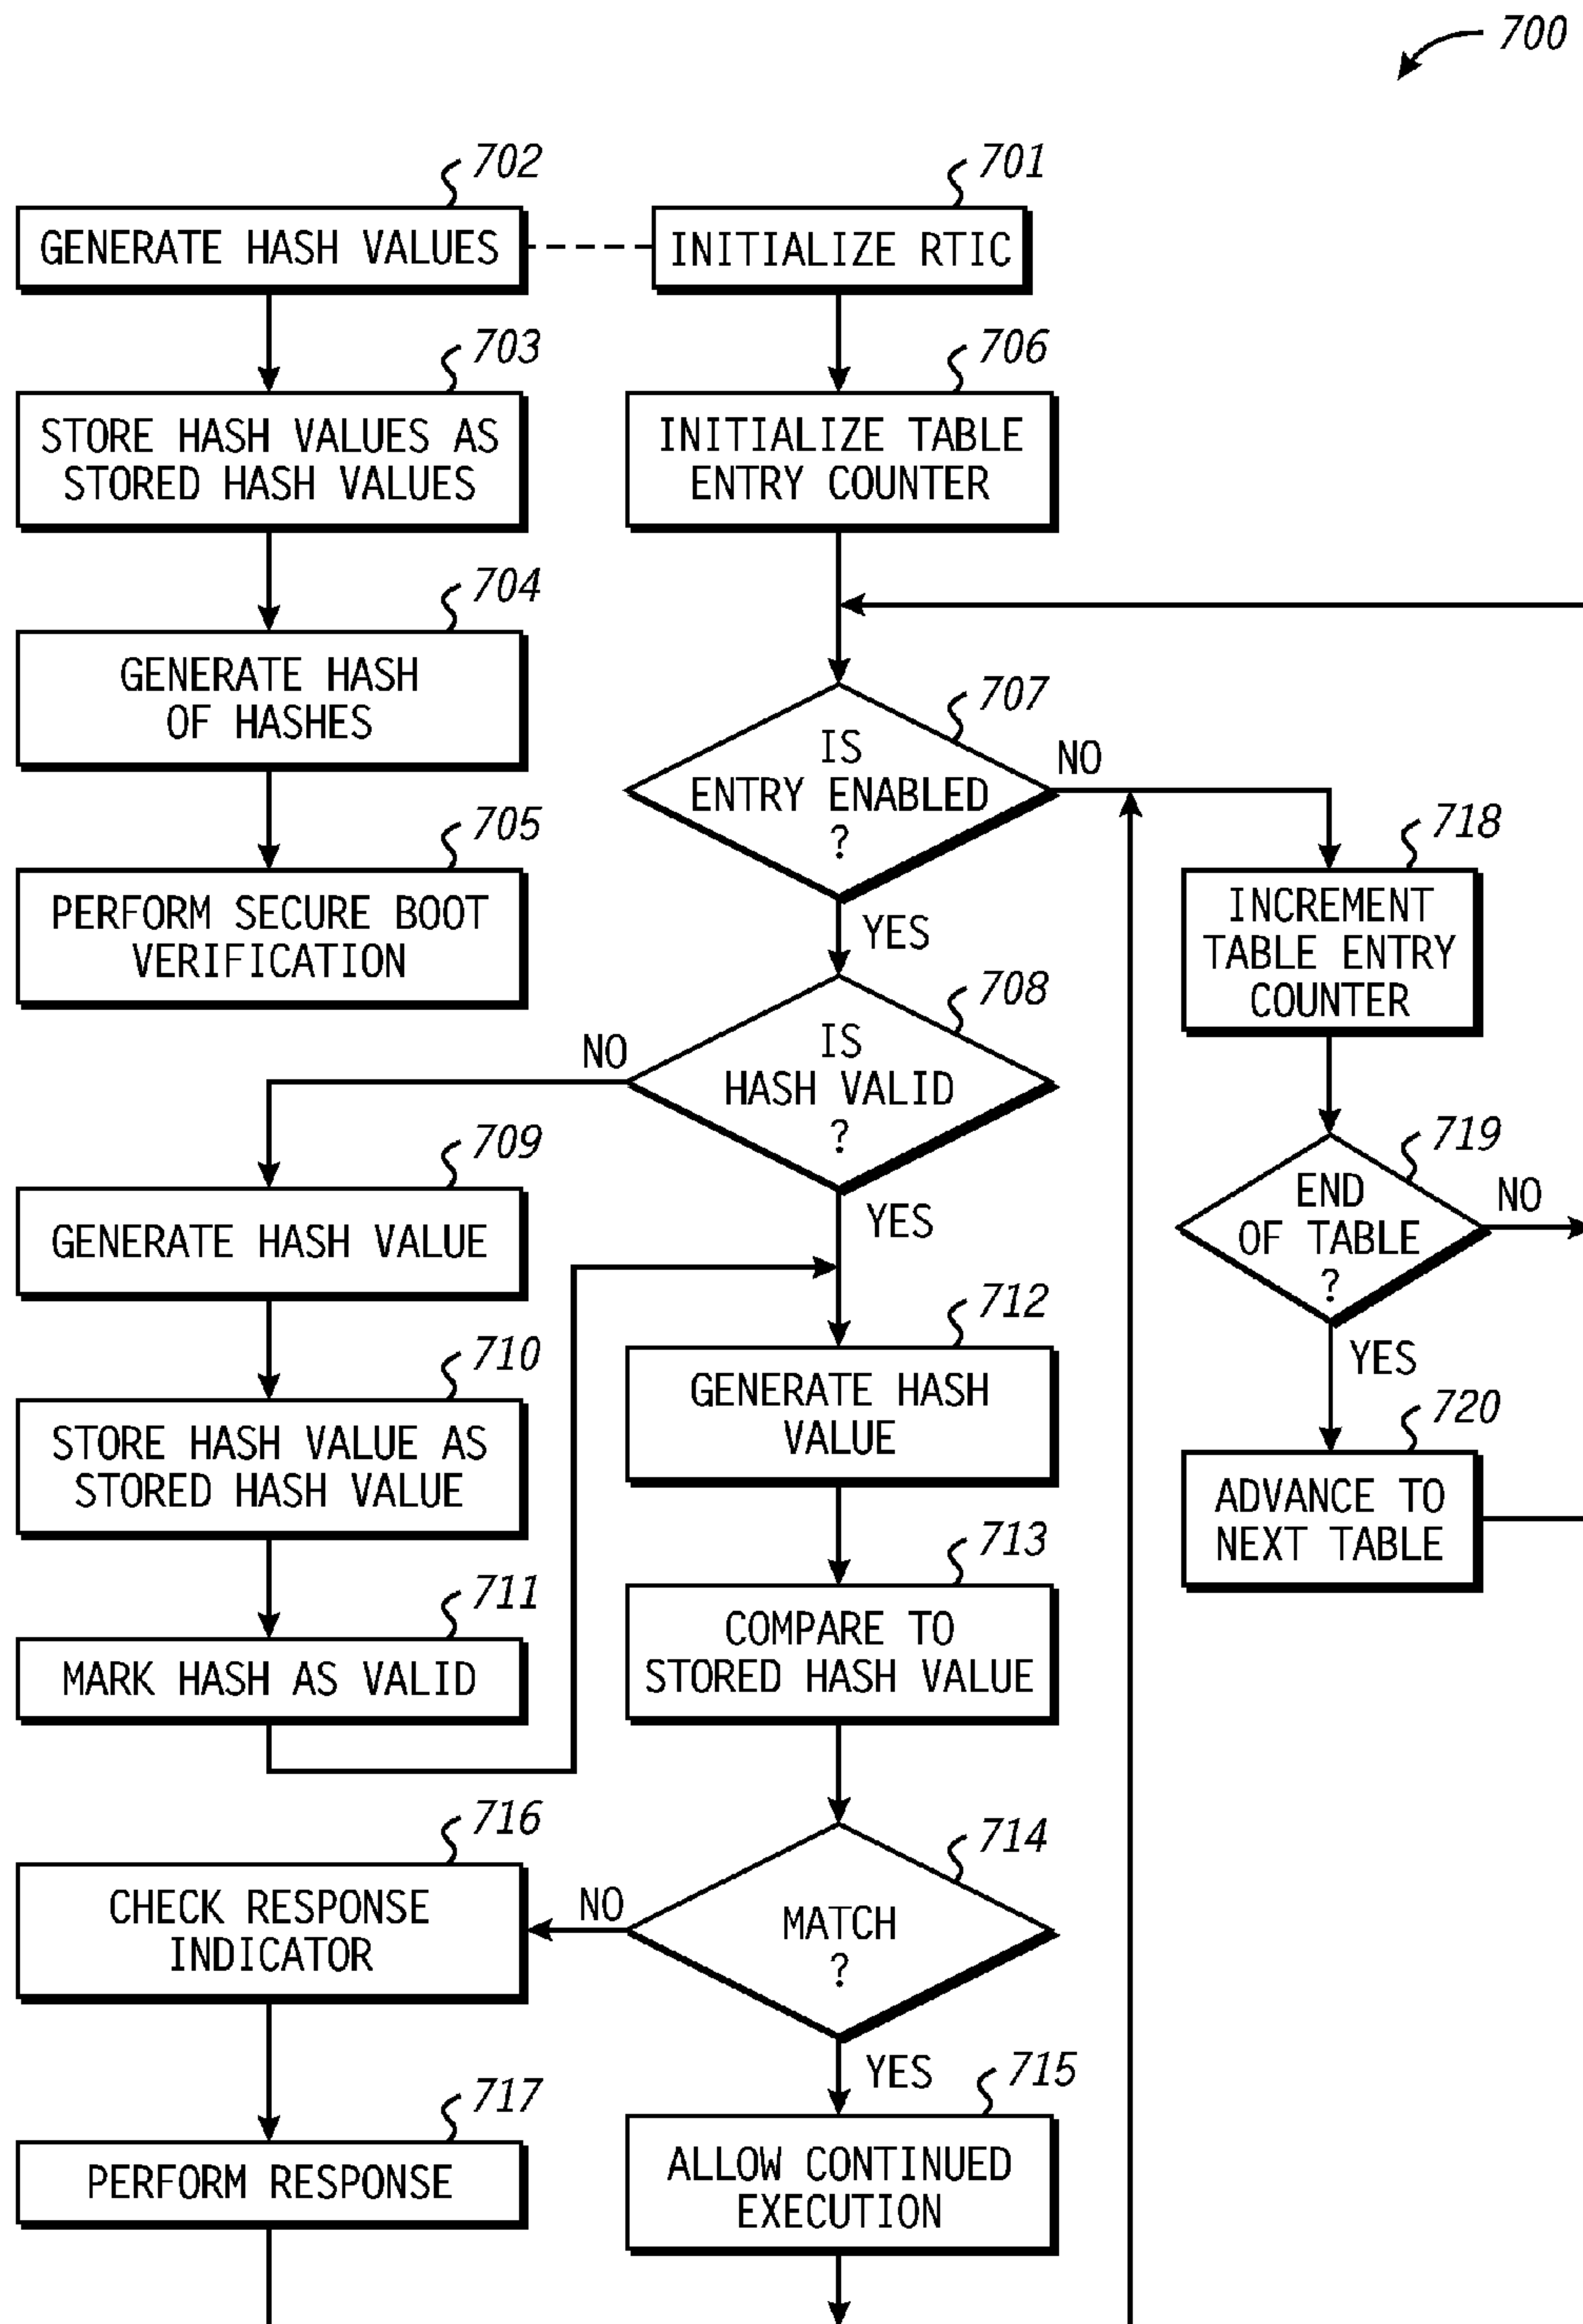 700
702
GENERATE HASH VALUES
701
INITIALIZE RTIC
703
STORE HASH VALUES AS
STORED HASH VALUES
706
INITIALIZE TABLE
ENTRY COUNTER
704
GENERATE HASH
OF HASHES
707
IS
ENTRY ENABLED
?
NO
YES
705
PERFORM SECURE BOOT
VERIFICATION
718
INCREMENT
TABLE ENTRY
COUNTER
708
IS
HASH VALID
?
NO
YES
719
END
OF TABLE
?
NO
YES
709
GENERATE HASH VALUE
712
GENERATE HASH
VALUE
710
STORE HASH VALUE AS
STORED HASH VALUE
720
ADVANCE TO
NEXT TABLE
713
COMPARE TO
STORED HASH VALUE
711
MARK HASH AS VALID
714
MATCH
?
NO
YES
716
CHECK RESPONSE
INDICATOR
715
ALLOW CONTINUED
EXECUTION
717
PERFORM RESPONSE